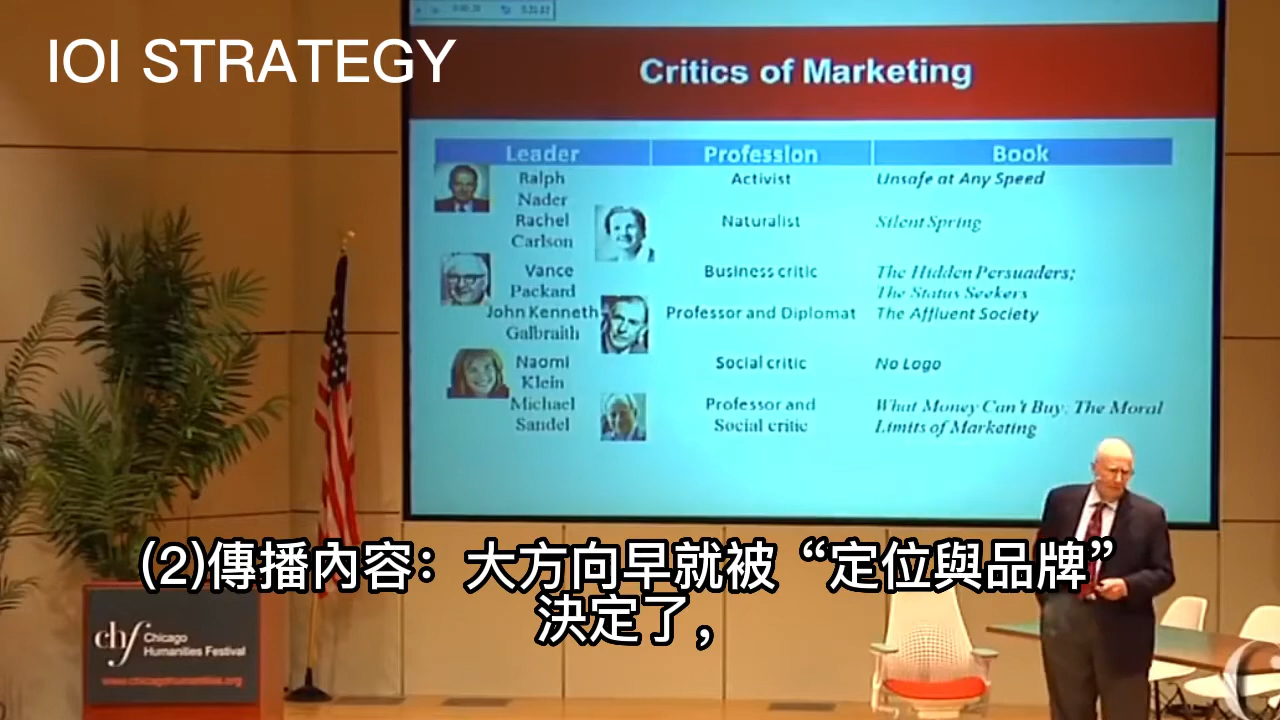 IOI STRATEGY
Critics of Marketing
Leader Profession Book
Ralph Nader Activist Unsafe at Any Speed
Rachel Carlson Naturalist Silent Spring
Vance Packard Business critic The Hidden Persuaders; The Status Seekers
John Kenneth Galbraith Professor and Diplomat The Affluent Society
Naomi Klein Social critic No Logo
Michael Sandel Professor and Social critic What Money Can't Buy: The Moral Limits of Marketing
(2)傳播內容：大方向早就被“定位與品牌”
決定了，
chf Chicago
Humanities Festival
www.chicagohumanities.org